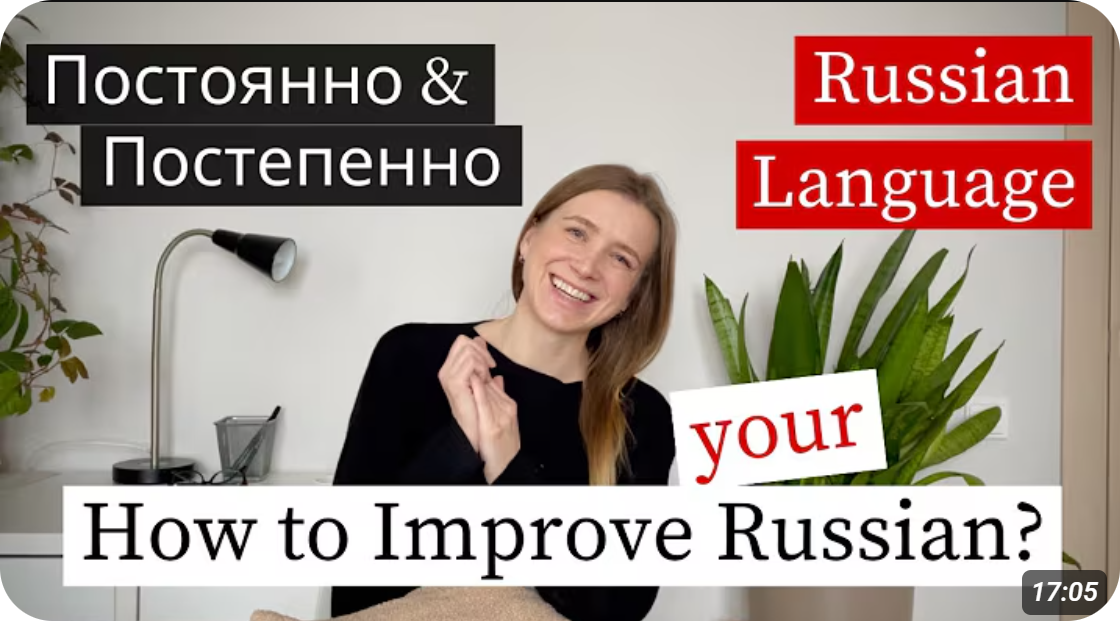 Постоянно &
Постепенно
Russian
Language
your
How to Improve Russian?
17:05